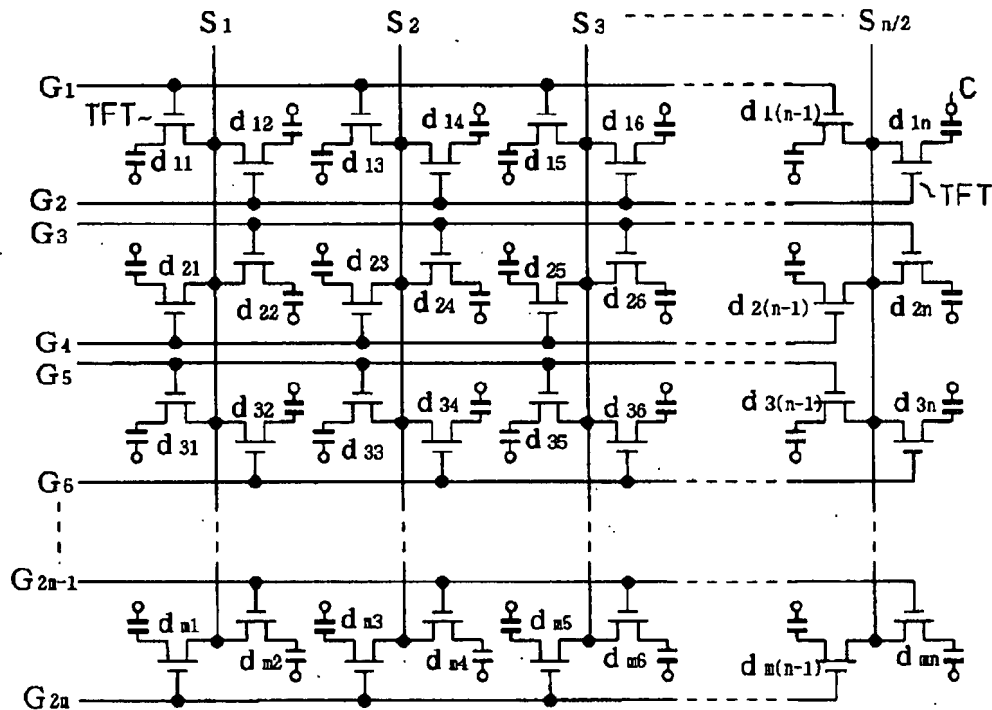 S1 S2 S3 Sn/2
G1
TFT C
d11 d12 d13 d14 d15 d16 d1(n-1) d1n
G2 TFT
G3
d21 d22 d23 d24 d25 d26 d2(n-1) d2n
G4
G5
d31 d32 d33 d34 d35 d36 d3(n-1) d3n
G6
G2n-1
dm1 dm2 dm3 dm4 dm5 dm6 dm(n-1) dmn
G2n